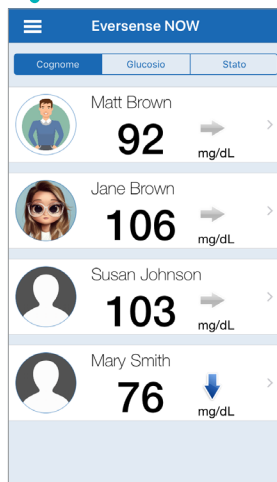 Eversense NOW
Cognome Glucosio Stato
Matt Brown
92
mg/dL
Jane Brown
106
mg/dL
Susan Johnson
103
mg/dL
Mary Smith
76
mg/dL